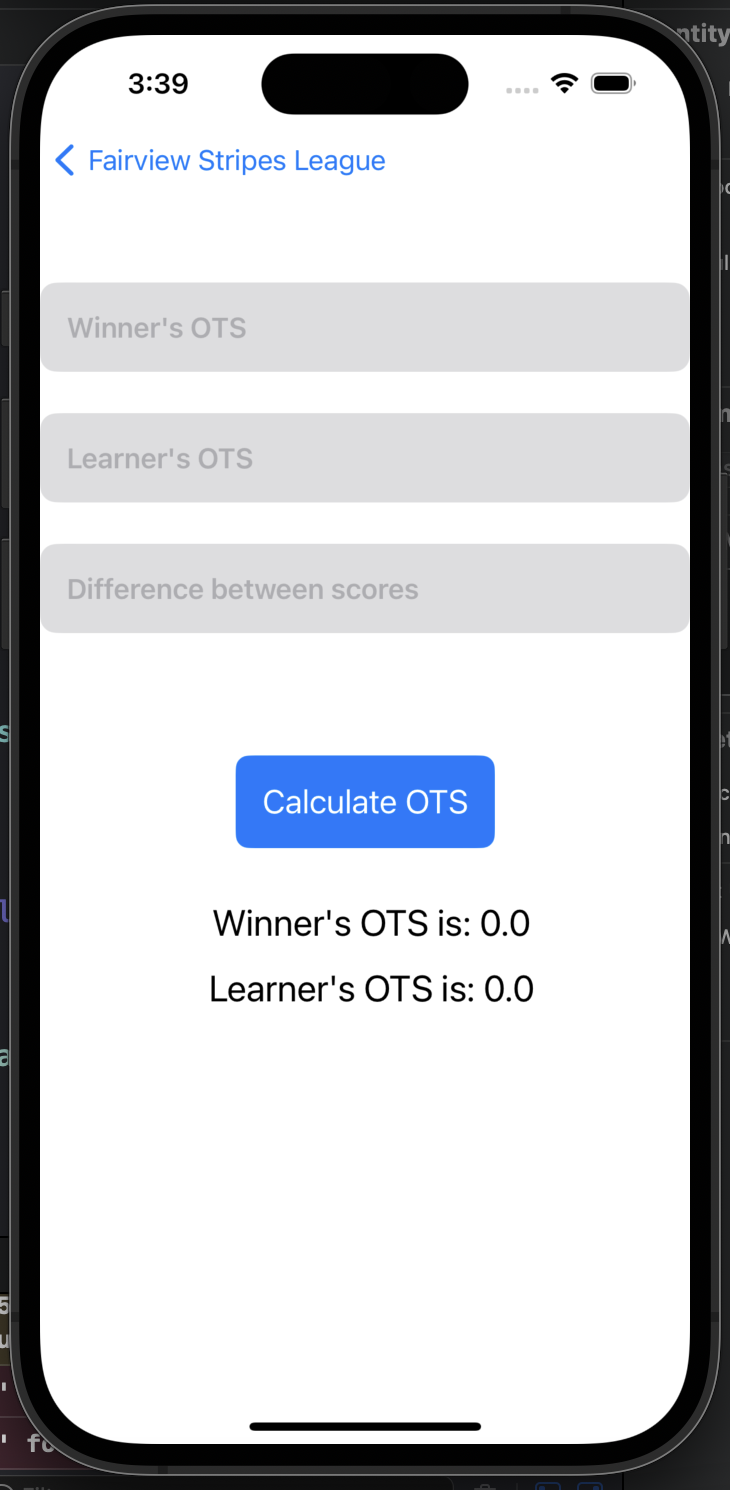 3:39
Fairview Stripes League
Winner's OTS
Learner's OTS
Difference between scores
Calculate OTS
Winner's OTS is: 0.0
Learner's OTS is: 0.0